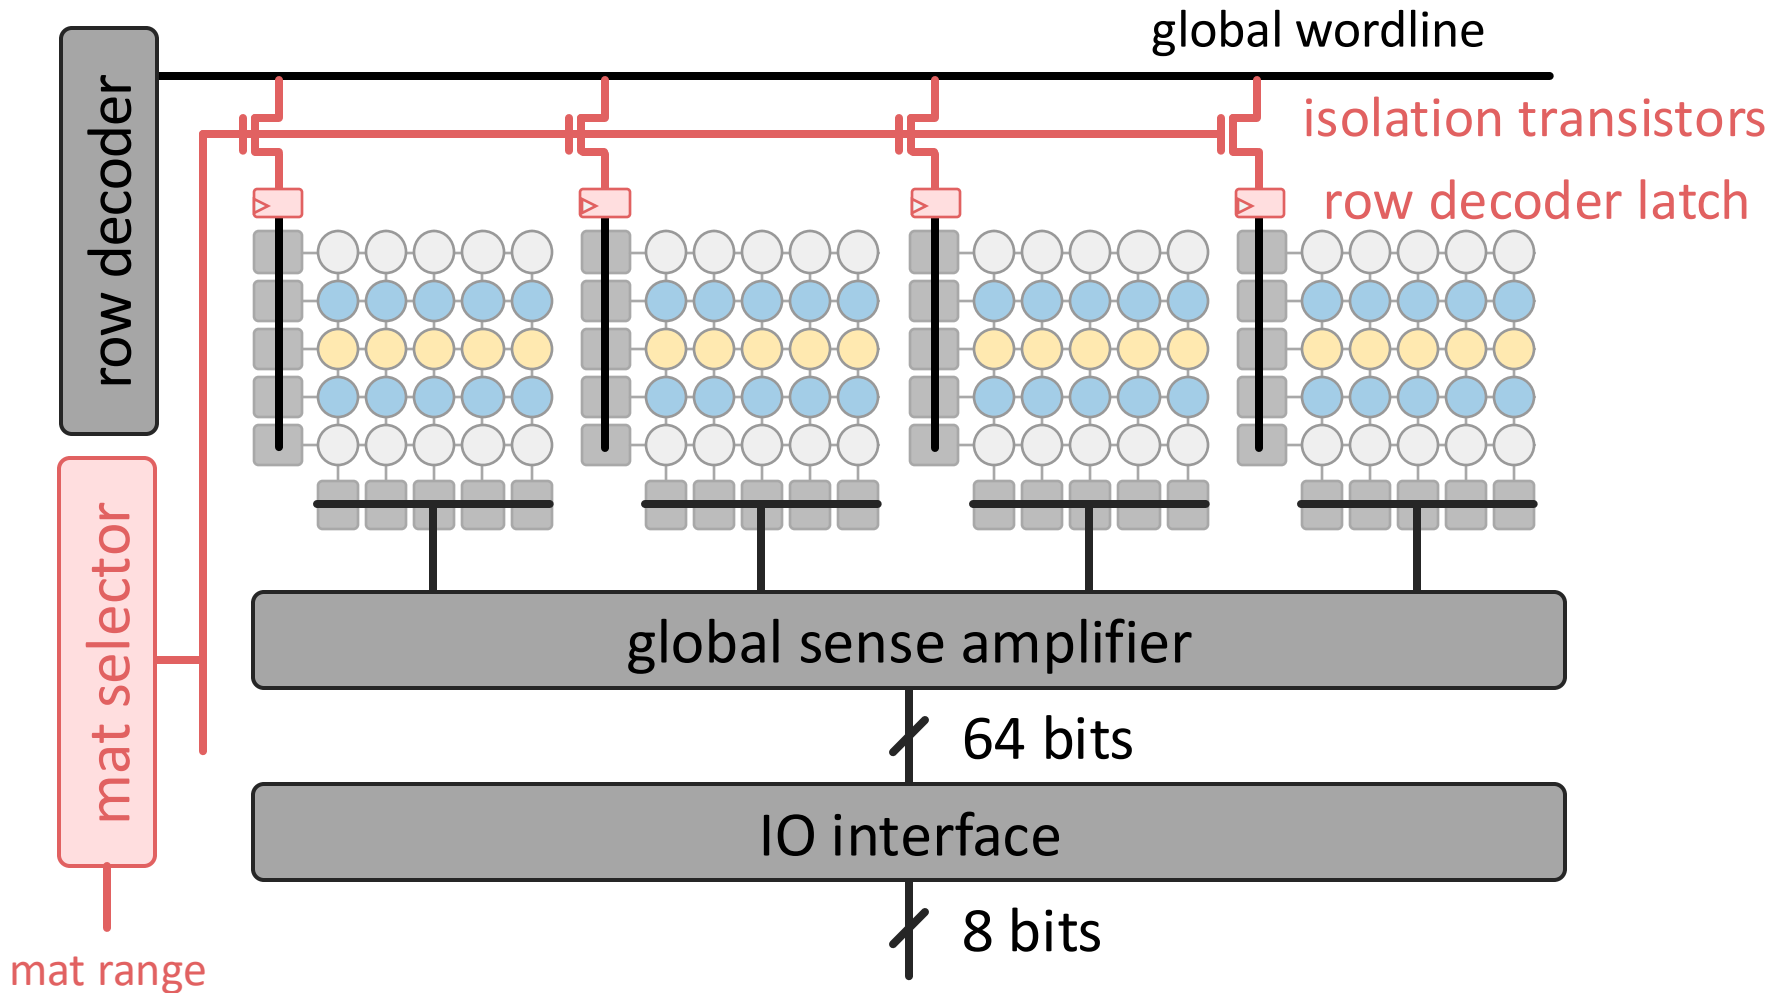 global wordline
row decoder
isolation transistors
row decoder latch
mat selector
global sense amplifier
64 bits
IO interface
8 bits
mat range